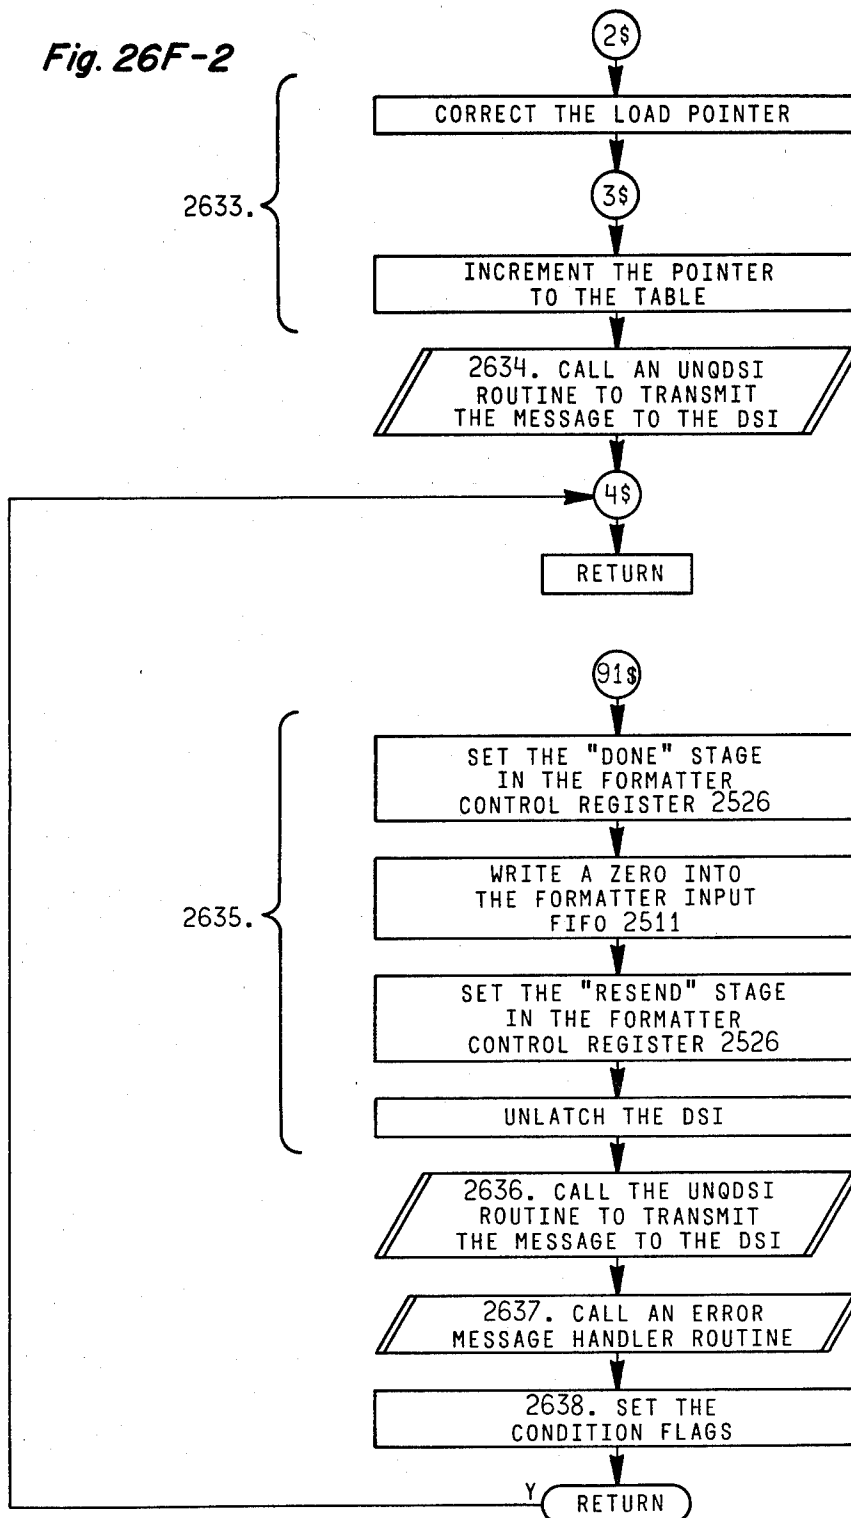 Fig. 26F-2
2$
CORRECT THE LOAD POINTER
3$
2633.
INCREMENT THE POINTER
TO THE TABLE
2634. CALL AN UNQDSI
ROUTINE TO TRANSMIT
THE MESSAGE TO THE DSI
4$
RETURN
91$
SET THE "DONE" STAGE
IN THE FORMATTER
CONTROL REGISTER 2526
WRITE A ZERO INTO
THE FORMATTER INPUT
FIFO 2511
2635.
SET THE "RESEND" STAGE
IN THE FORMATTER
CONTROL REGISTER 2526
UNLATCH THE DSI
2636. CALL THE UNQDSI
ROUTINE TO TRANSMIT
THE MESSAGE TO THE DSI
2637. CALL AN ERROR
MESSAGE HANDLER ROUTINE
2638. SET THE
CONDITION FLAGS
Y
RETURN